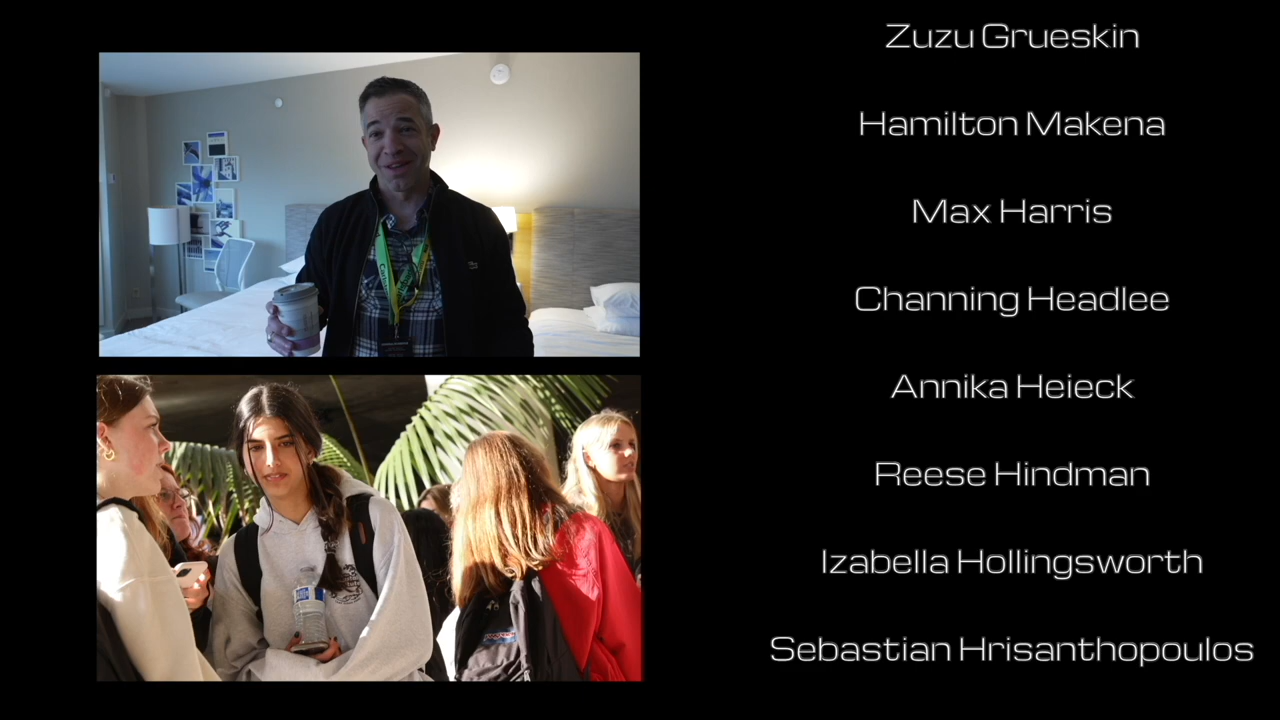 Zuzu Grueskin
Hamilton Makena
Max Harris
Channing Headlee
Annika Heieck
Reese Hindman
Izabella Hollingsworth
Sebastian Hrisanthopoulos